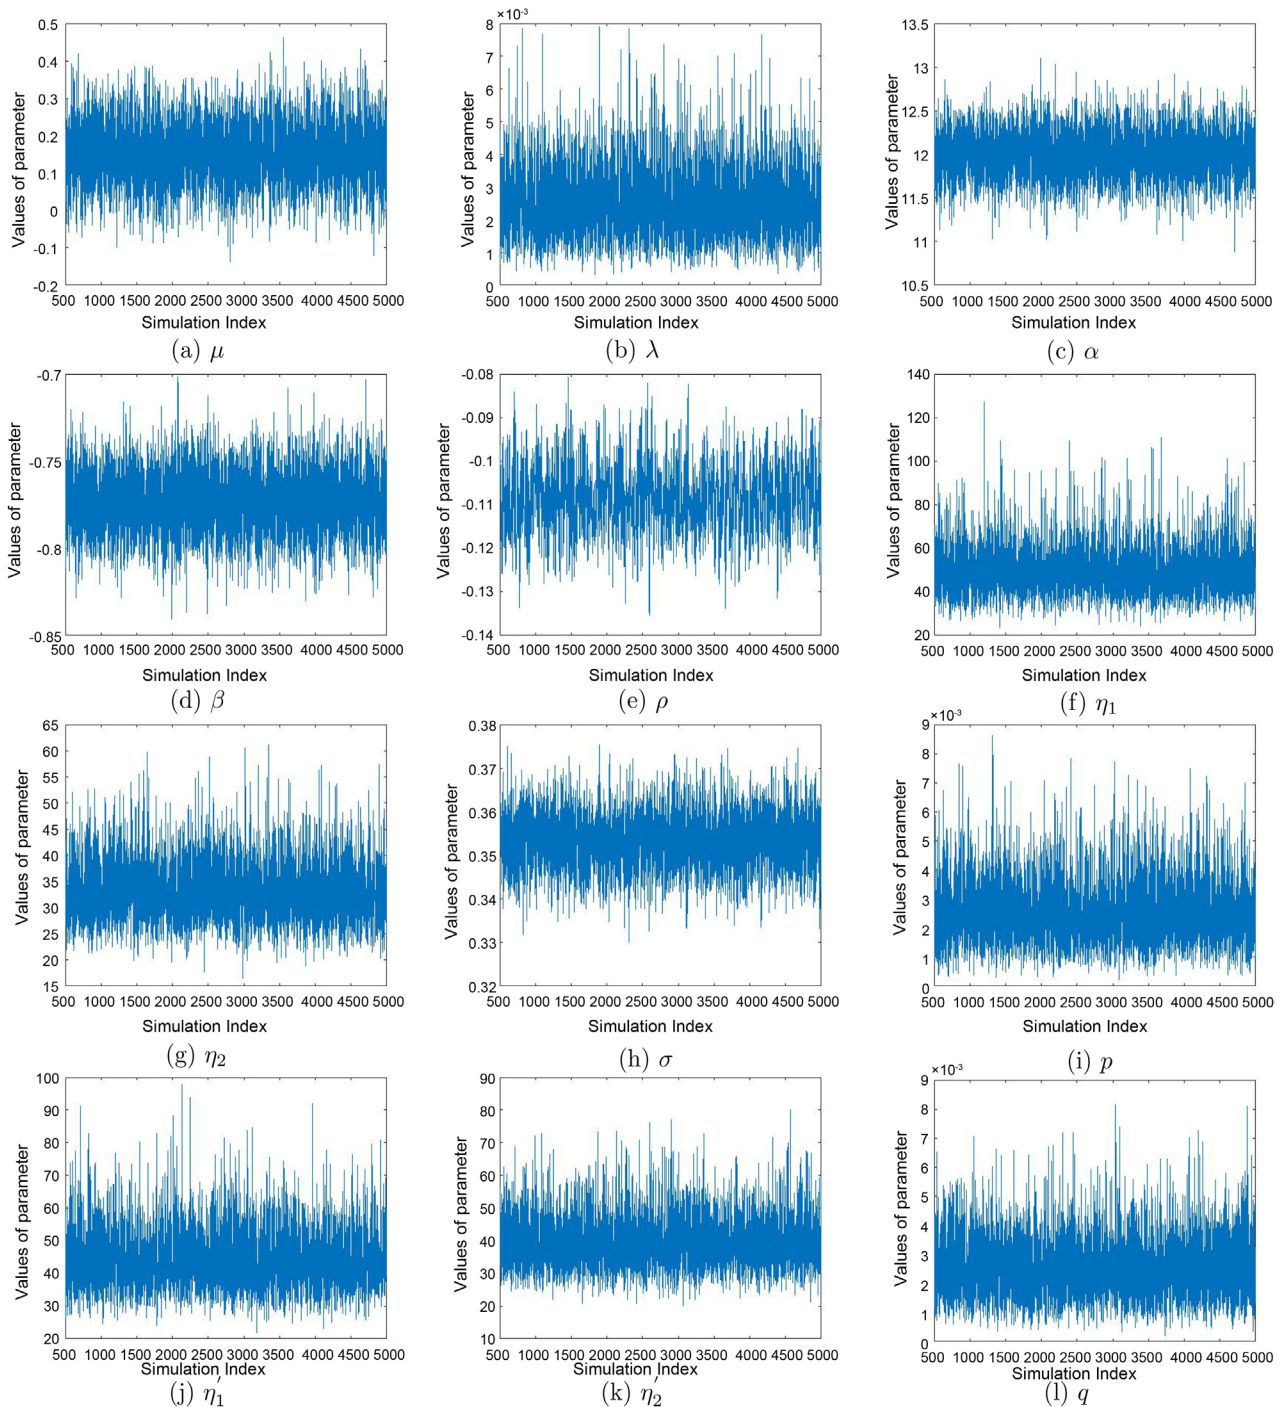 0.5
0.4
0.3
0.2
0.1
0
-0.1
-0.2
Values of parameter
500 1000 1500 2000 2500 3000 3500 4000 4500 5000
Simulation Index
(a) μ
×10⁻³
8
7
6
5
4
3
2
1
0
Values of parameter
500 1000 1500 2000 2500 3000 3500 4000 4500 5000
Simulation Index
(b) λ
13.5
13
12.5
12
11.5
11
10.5
Values of parameter
500 1000 1500 2000 2500 3000 3500 4000 4500 5000
Simulation Index
(c) α
-0.7
-0.75
-0.8
-0.85
Values of parameter
500 1000 1500 2000 2500 3000 3500 4000 4500 5000
Simulation Index
(d) β
-0.08
-0.09
-0.1
-0.11
-0.12
-0.13
-0.14
Values of parameter
500 1000 1500 2000 2500 3000 3500 4000 4500 5000
Simulation Index
(e) ρ
140
120
100
80
60
40
20
Values of parameter
500 1000 1500 2000 2500 3000 3500 4000 4500 5000
Simulation Index
(f) η₁
65
60
55
50
45
40
35
30
25
20
15
Values of parameter
500 1000 1500 2000 2500 3000 3500 4000 4500 5000
Simulation Index
(g) η₂
0.38
0.37
0.36
0.35
0.34
0.33
0.32
Values of parameter
500 1000 1500 2000 2500 3000 3500 4000 4500 5000
Simulation Index
(h) σ
×10⁻³
9
8
7
6
5
4
3
2
1
0
Values of parameter
500 1000 1500 2000 2500 3000 3500 4000 4500 5000
Simulation Index
(i) p
100
90
80
70
60
50
40
30
20
Values of parameter
500 1000 1500 2000 2500 3000 3500 4000 4500 5000
Simulation Index
(j) η₁′
90
80
70
60
50
40
30
20
10
Values of parameter
500 1000 1500 2000 2500 3000 3500 4000 4500 5000
Simulation Index
(k) η₂′
×10⁻³
9
8
7
6
5
4
3
2
1
0
Values of parameter
500 1000 1500 2000 2500 3000 3500 4000 4500 5000
Simulation Index
(l) q